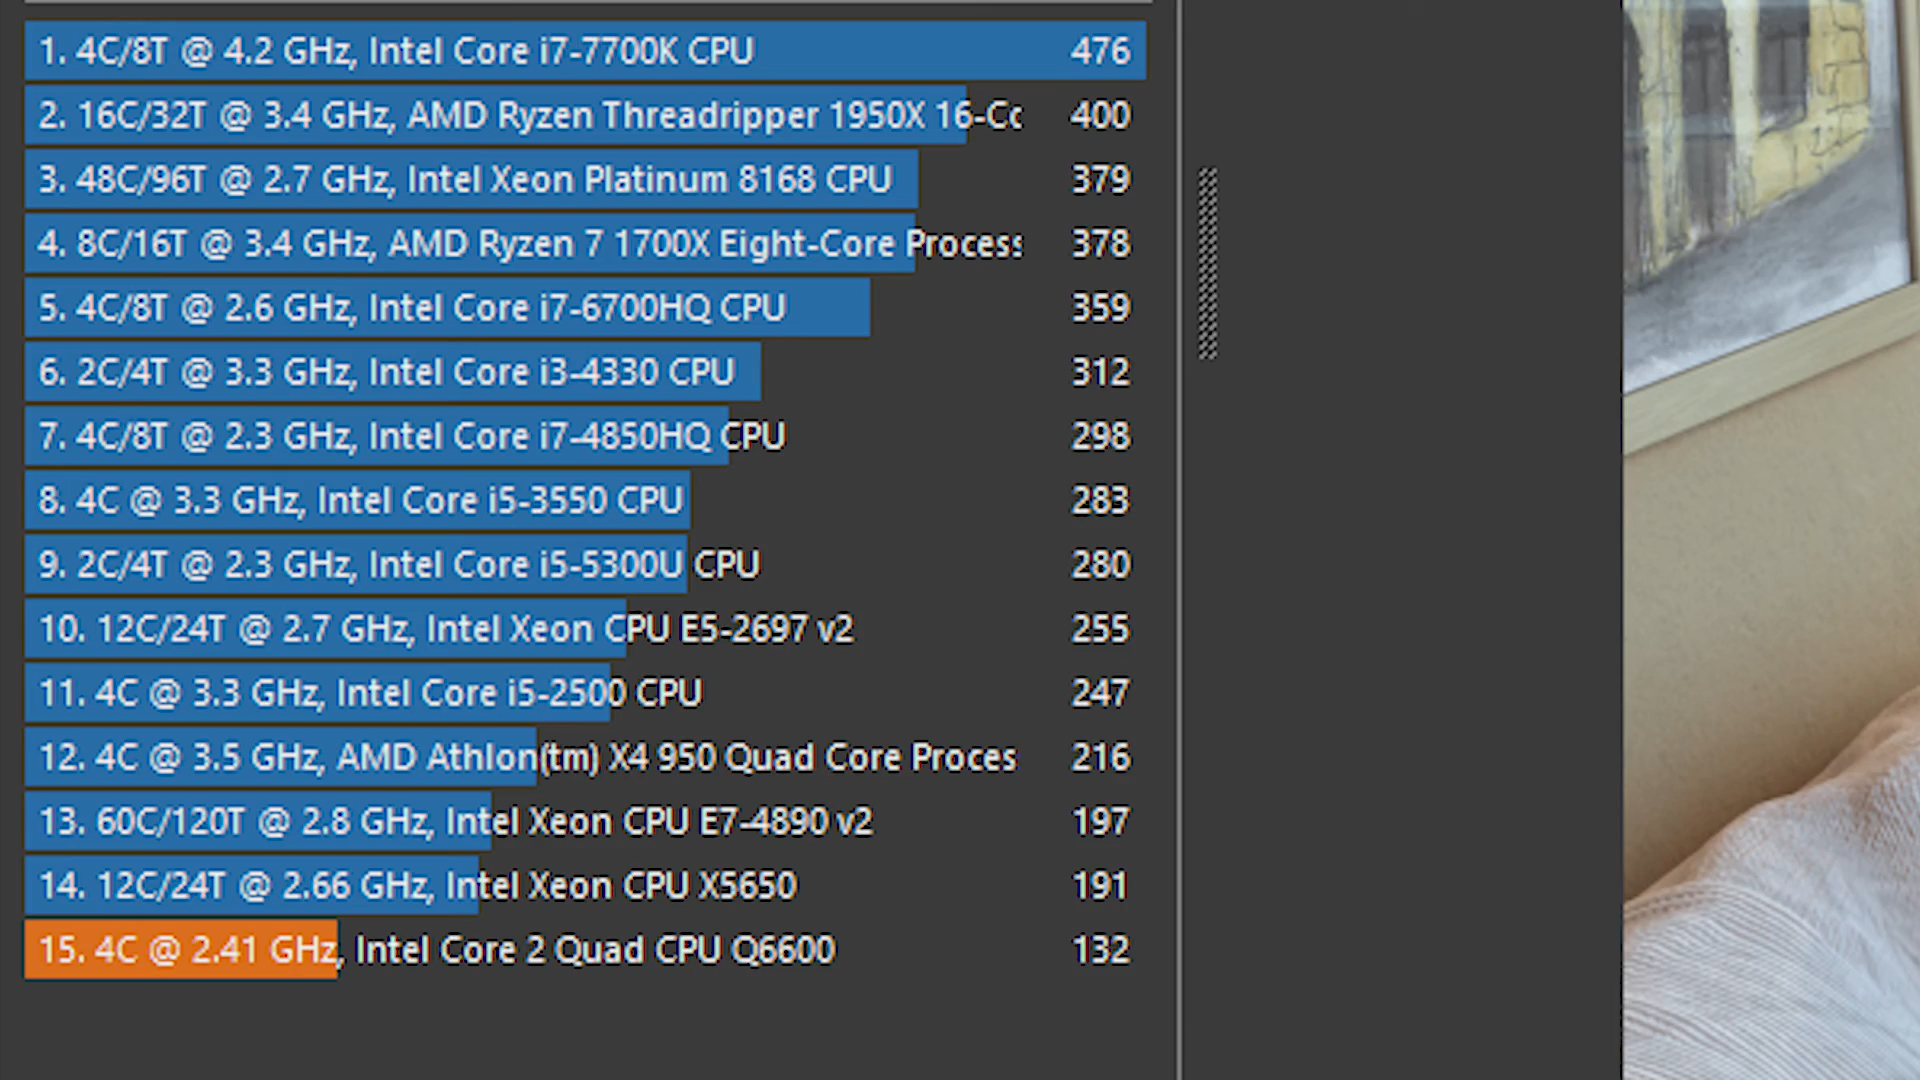 1. 4C/8T @ 4.2 GHz, Intel Core i7-7700K CPU 476
2. 16C/32T @ 3.4 GHz, AMD Ryzen Threadripper 1950X 16-Cc 400
3. 48C/96T @ 2.7 GHz, Intel Xeon Platinum 8168 CPU 379
4. 8C/16T @ 3.4 GHz, AMD Ryzen 7 1700X Eight-Core Process 378
5. 4C/8T @ 2.6 GHz, Intel Core i7-6700HQ CPU 359
6. 2C/4T @ 3.3 GHz, Intel Core i3-4330 CPU 312
7. 4C/8T @ 2.3 GHz, Intel Core i7-4850HQ CPU 298
8. 4C @ 3.3 GHz, Intel Core i5-3550 CPU 283
9. 2C/4T @ 2.3 GHz, Intel Core i5-5300U CPU 280
10. 12C/24T @ 2.7 GHz, Intel Xeon CPU E5-2697 v2 255
11. 4C @ 3.3 GHz, Intel Core i5-2500 CPU 247
12. 4C @ 3.5 GHz, AMD Athlon(tm) X4 950 Quad Core Proces 216
13. 60C/120T @ 2.8 GHz, Intel Xeon CPU E7-4890 v2 197
14. 12C/24T @ 2.66 GHz, Intel Xeon CPU X5650 191
15. 4C @ 2.41 GHz, Intel Core 2 Quad CPU Q6600 132